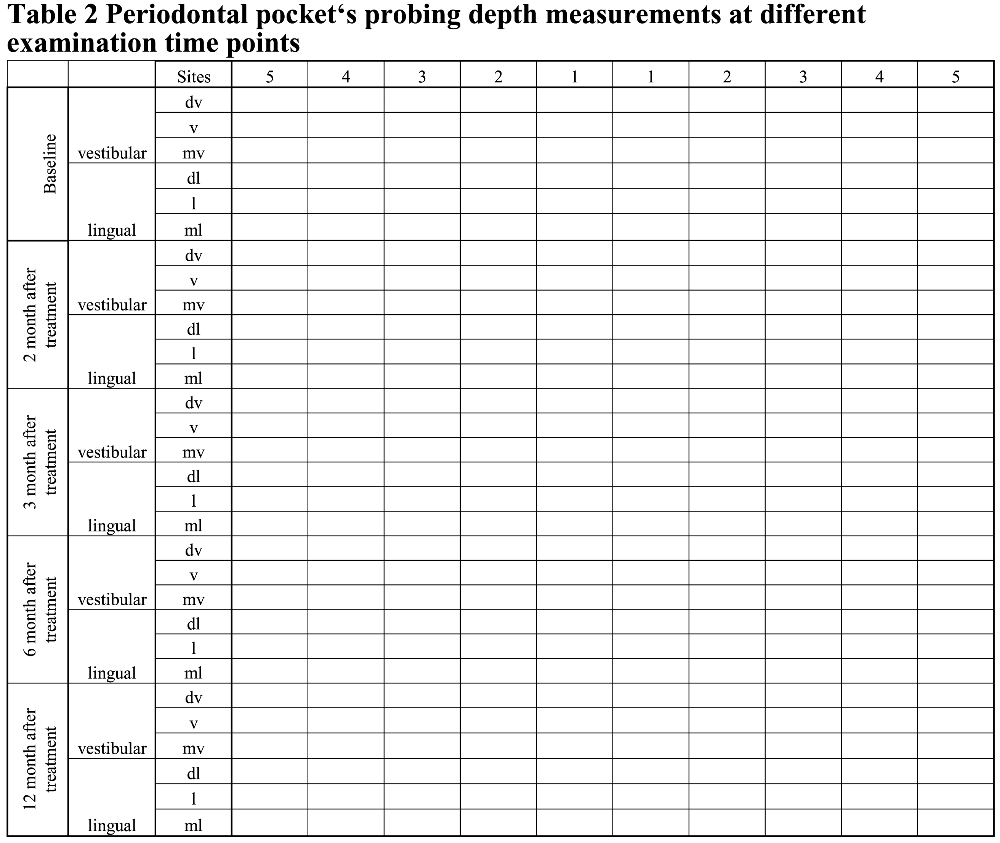 Table 2 Periodontal pocket‘s probing depth measurements at different
examination time points
Sites 5 4 3 2 1 1 2 3 4 5
Baseline
vestibular
dv
v
mv
lingual
dl
l
ml
2 month after
treatment
vestibular
dv
v
mv
lingual
dl
l
ml
3 month after
treatment
vestibular
dv
v
mv
lingual
dl
l
ml
6 month after
treatment
vestibular
dv
v
mv
lingual
dl
l
ml
12 month after
treatment
vestibular
dv
v
mv
lingual
dl
l
ml